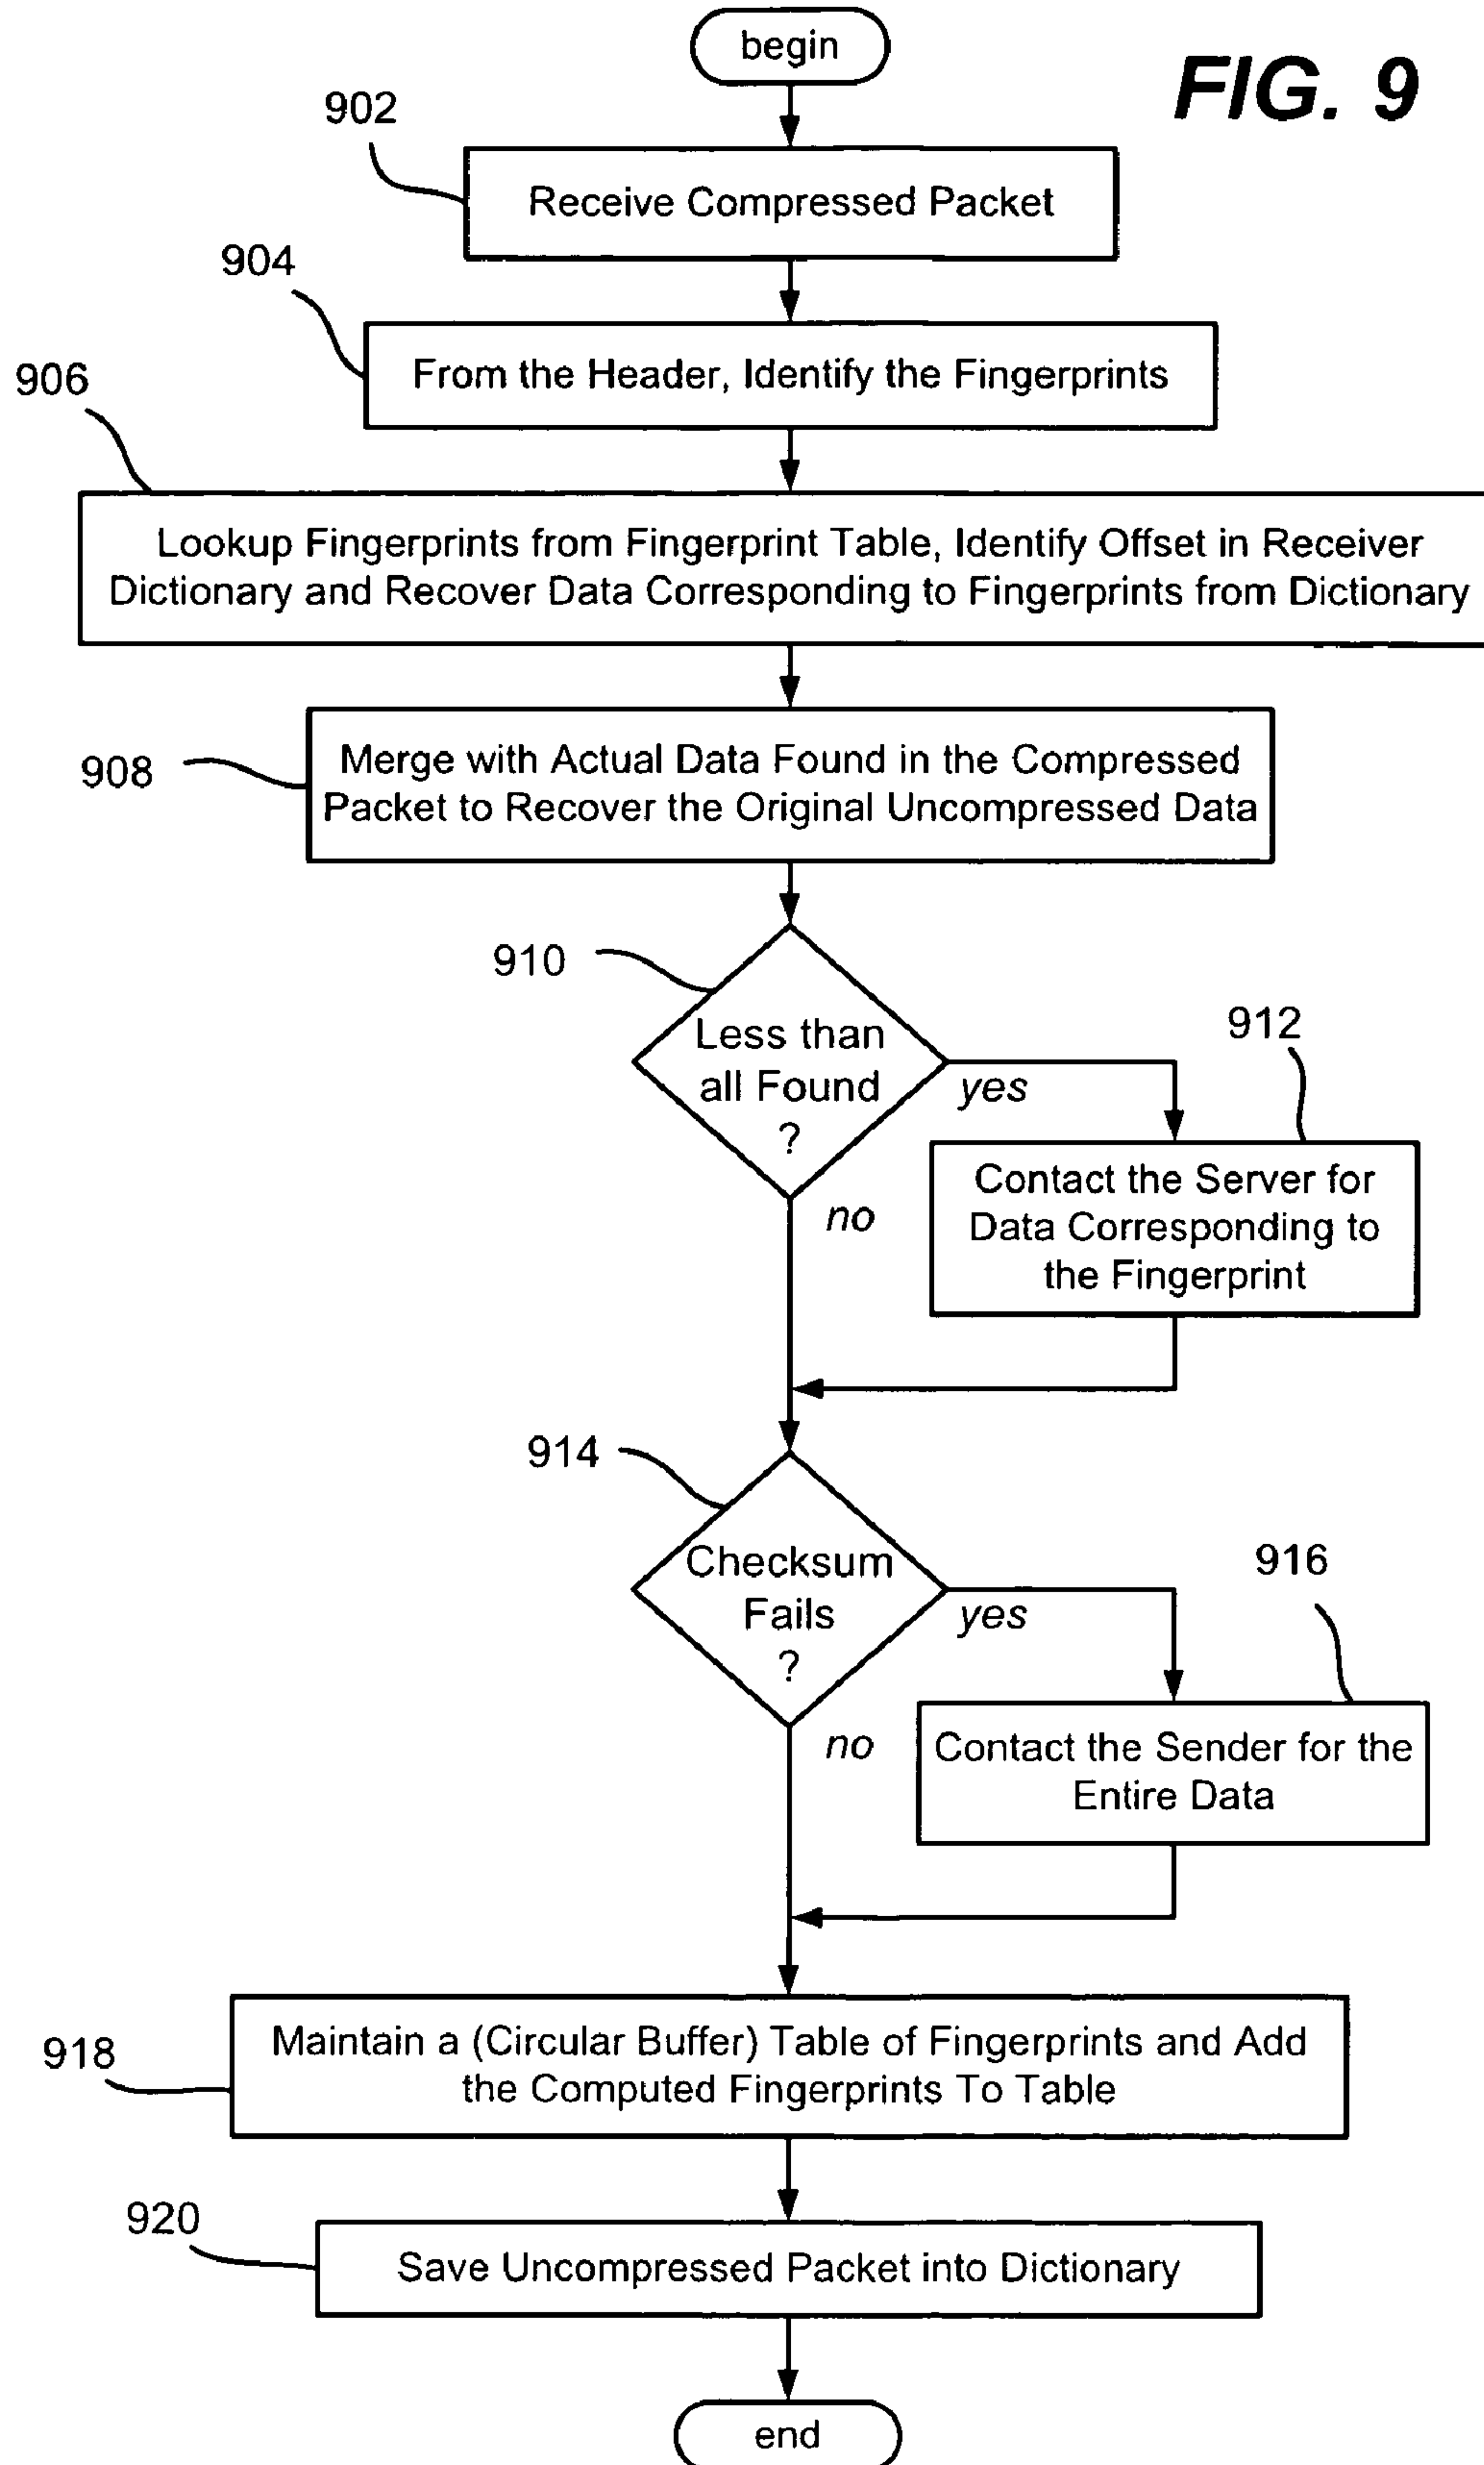 begin
FIG. 9
902
Receive Compressed Packet
904
From the Header, Identify the Fingerprints
906
Lookup Fingerprints from Fingerprint Table, Identify Offset in Receiver
Dictionary and Recover Data Corresponding to Fingerprints from Dictionary
908
Merge with Actual Data Found in the Compressed
Packet to Recover the Original Uncompressed Data
910
Less than
all Found
?
yes
no
912
Contact the Server for
Data Corresponding to
the Fingerprint
914
Checksum
Fails
?
yes
no
916
Contact the Sender for the
Entire Data
918
Maintain a (Circular Buffer) Table of Fingerprints and Add
the Computed Fingerprints To Table
920
Save Uncompressed Packet into Dictionary
end